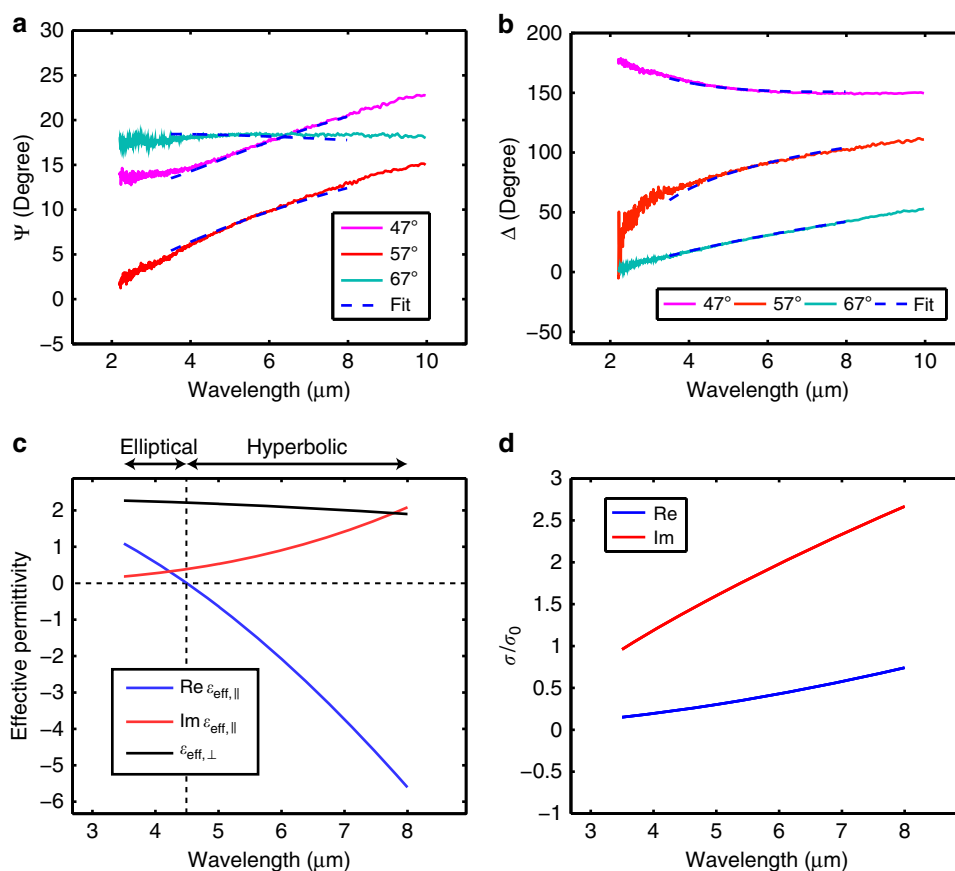 a
30
25
20
15
10
5
0
−5
Ψ (Degree)
47°
57°
67°
Fit
2 4 6 8 10
Wavelength (μm)
b
200
150
100
50
0
−50
Δ (Degree)
47° 57° 67° Fit
2 4 6 8 10
Wavelength (μm)
c
Elliptical Hyperbolic
2
1
0
−1
−2
−3
−4
−5
−6
Effective permittivity
Re ε_eff,||
Im ε_eff,||
ε_eff,⊥
3 4 5 6 7 8
Wavelength (μm)
d
3
2.5
2
1.5
1
0.5
0
−0.5
−1
σ/σ₀
Re
Im
3 4 5 6 7 8
Wavelength (μm)